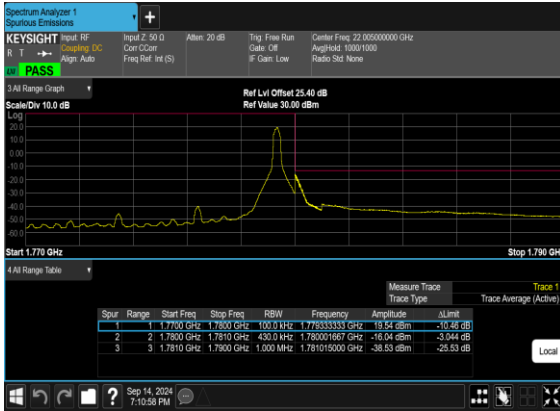 Spectrum Analyzer 1
Spurious Emissions
+
KEYSIGHT Input: RF Input Z: 50 Ω Atten: 20 dB Trig: Free Run Center Freq: 22.005000000 GHz
R T Coupling: DC Corr CCorr Gate: Off Avg|Hold: 1000/1000
Align: Auto Freq Ref: Int (S) IF Gain: Low Radio Std: None
PASS
3 All Range Graph
Ref Lvl Offset 25.40 dB
Scale/Div 10.0 dB Ref Value 30.00 dBm
Log
20.0
10.0
0.00
-10.0
-20.0
-30.0
-40.0
-50.0
-60.0
Start 1.770 GHz Stop 1.790 GH
4 All Range Table
Measure Trace Trace 1
Trace Type Trace Average (Active)
Spur Range Start Freq Stop Freq RBW Frequency Amplitude ΔLimit
1 1 1.7700 GHz 1.7800 GHz 100.0 kHz 1.779333333 GHz 19.54 dBm -10.46 dB
2 2 1.7800 GHz 1.7810 GHz 430.0 kHz 1.780001667 GHz -16.04 dBm -3.044 dB
3 3 1.7810 GHz 1.7900 GHz 1.000 MHz 1.781015000 GHz -38.53 dBm -25.53 dB
Local
? Sep 14, 2024
7:10:58 PM